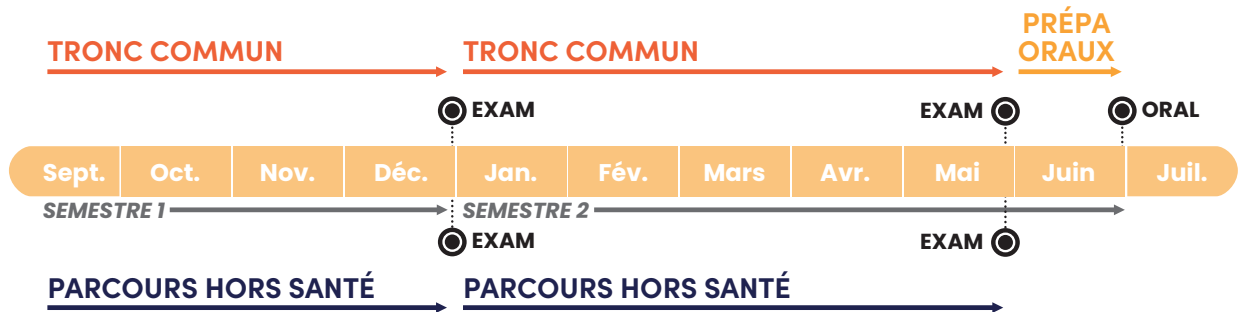 PRÉPA
ORAUX
TRONC COMMUN
TRONC COMMUN
EXAM
EXAM
ORAL
Sept.
Oct.
Nov.
Déc.
Jan.
Fév.
Mars
Avr.
Mai
Juin
Juil.
SEMESTRE 1
SEMESTRE 2
EXAM
EXAM
PARCOURS HORS SANTÉ
PARCOURS HORS SANTÉ